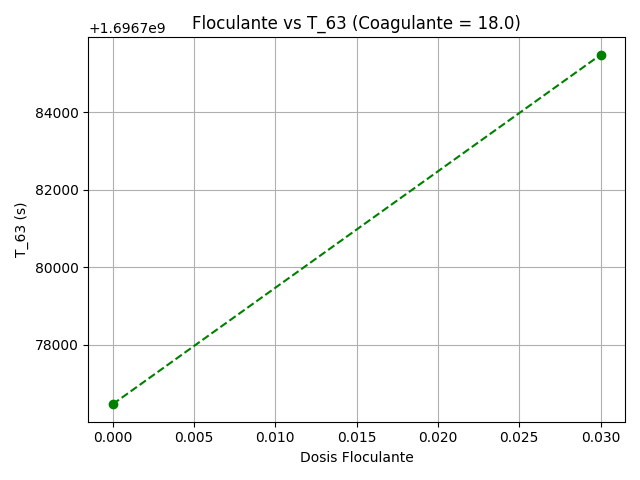 Floculante vs T_63 (Coagulante = 18.0)
+1.6967e9
84000
82000
80000
78000
T_63 (s)
0.000 0.005 0.010 0.015 0.020 0.025 0.030
Dosis Floculante